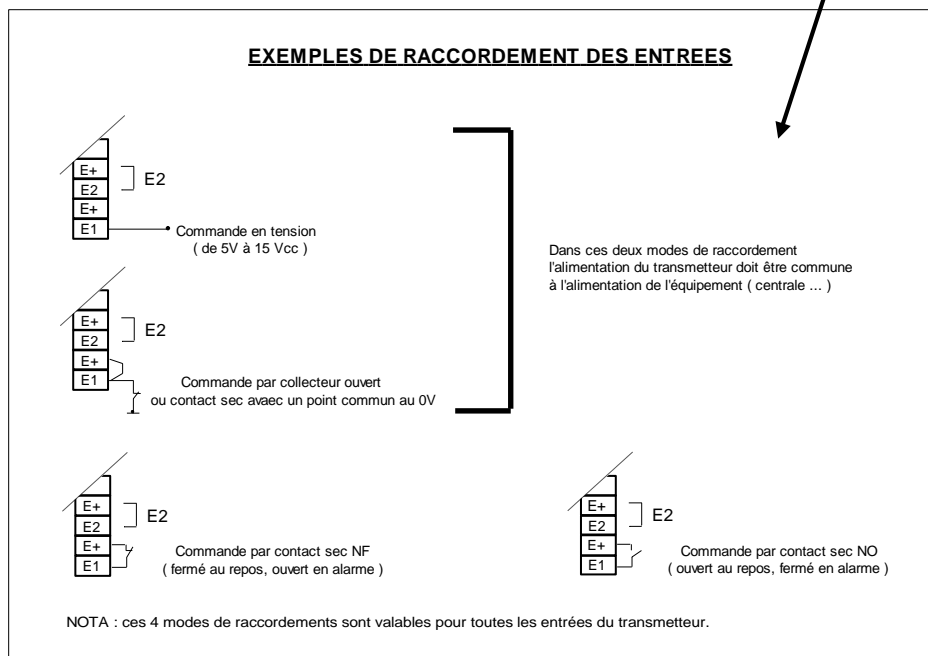 EXEMPLES DE RACCORDEMENT DES ENTREES
E+
E2
E+
E1
E2
Commande en tension
( de 5V à 15 Vcc )
Dans ces deux modes de raccordement
l'alimentation du transmetteur doit être commune
à l'alimentation de l'équipement ( centrale ... )
E+
E2
E+
E1
E2
Commande par collecteur ouvert
ou contact sec avaec un point commun au 0V
E+
E2
E+
E1
E2
Commande par contact sec NF
( fermé au repos, ouvert en alarme )
E+
E2
E+
E1
E2
Commande par contact sec NO
( ouvert au repos, fermé en alarme )
NOTA : ces 4 modes de raccordements sont valables pour toutes les entrées du transmetteur.